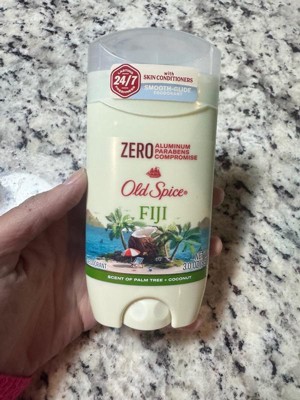 24/7
with
SKIN CONDITIONERS
SMOOTH-GLIDE
DEODORANT
ZERO
ALUMINUM
PARABENS
COMPROMISE
Old Spice®
FIJI
SCENT OF PALM TREE + COCONUT